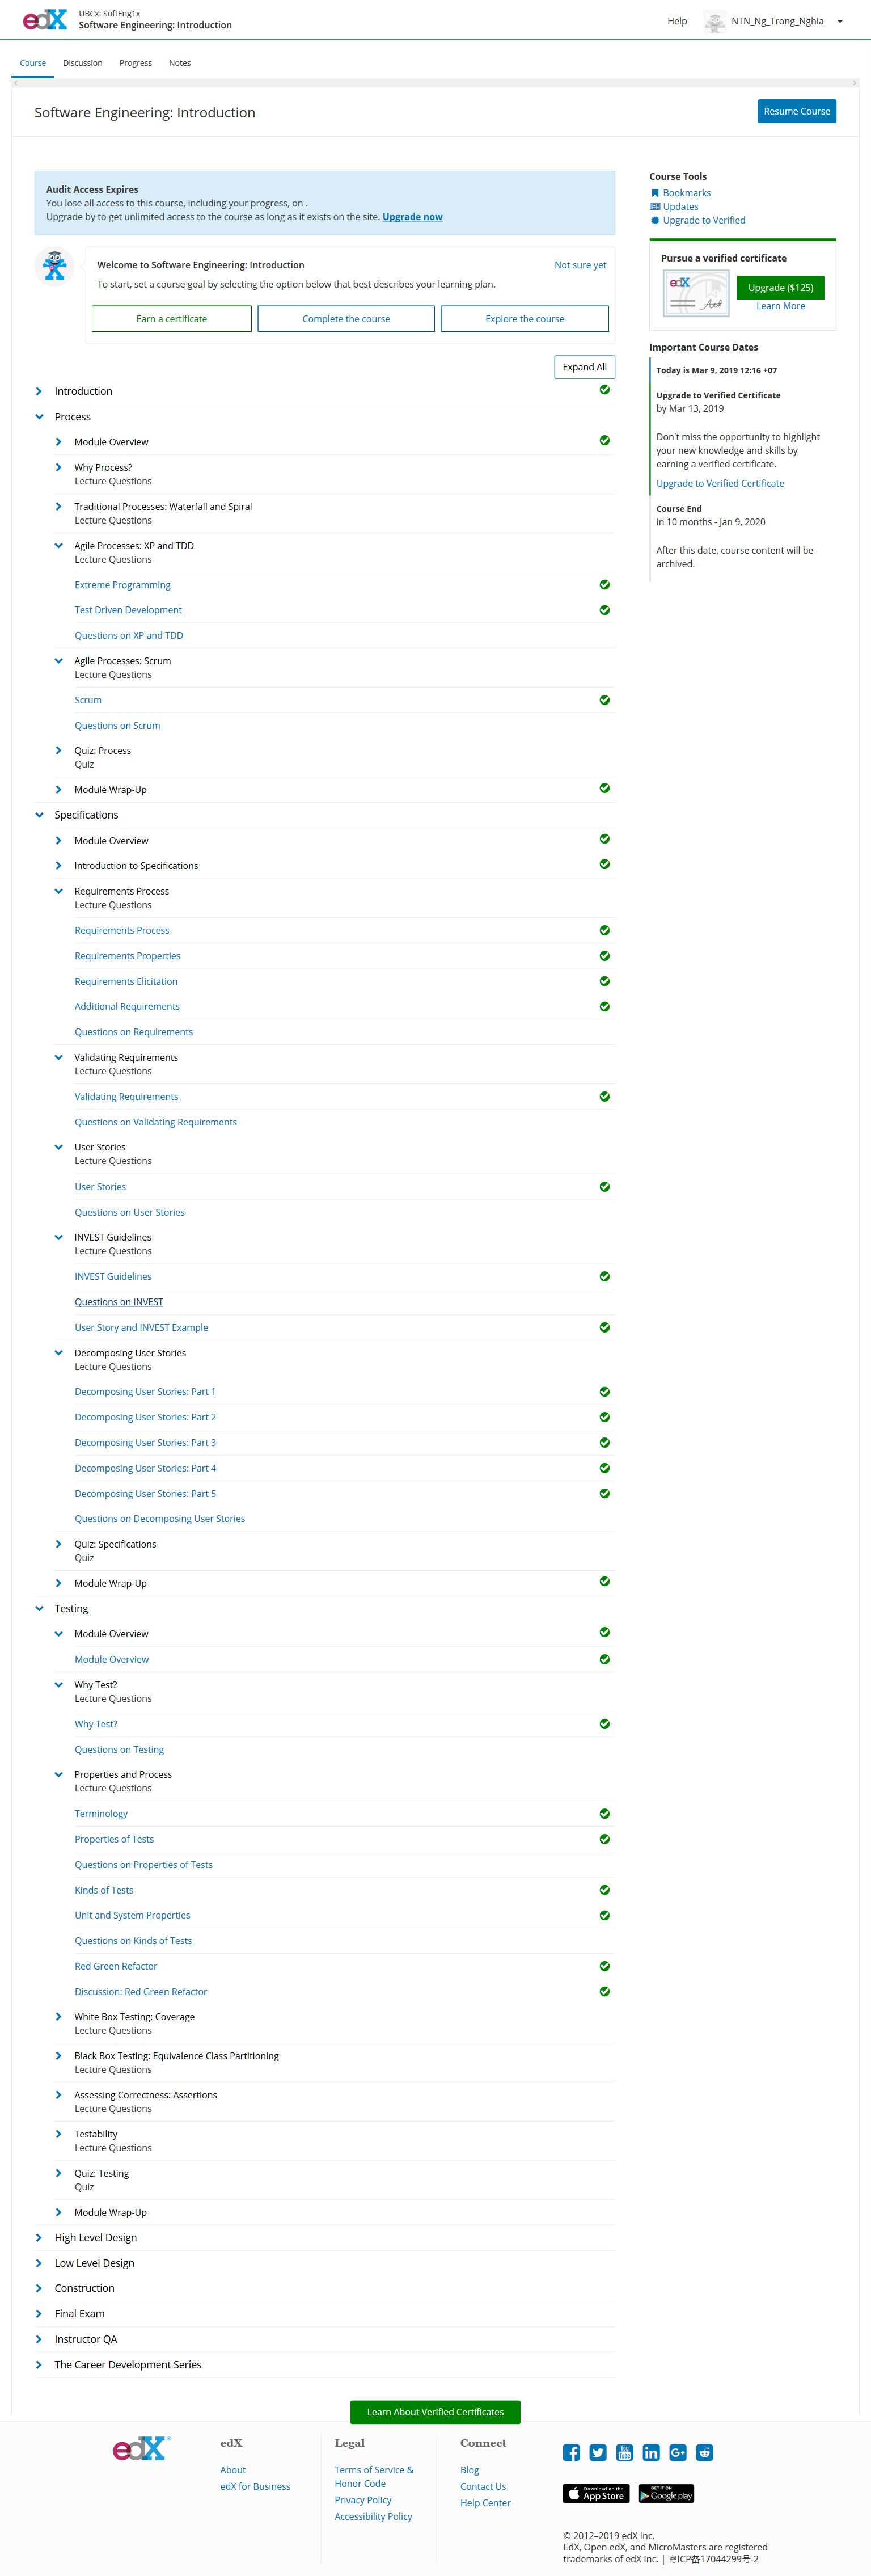 edX
UBCx: SoftEng1x
Software Engineering: Introduction
Help
NTN_Ng_Trong_Nghia
Course
Discussion
Progress
Notes
Software Engineering: Introduction
Resume Course
Audit Access Expires
You lose all access to this course, including your progress, on .
Upgrade by to get unlimited access to the course as long as it exists on the site. Upgrade now
Welcome to Software Engineering: Introduction
Not sure yet
To start, set a course goal by selecting the option below that best describes your learning plan.
Earn a certificate
Complete the course
Explore the course
Expand All
Introduction
Process
Module Overview
Why Process?
Lecture Questions
Traditional Processes: Waterfall and Spiral
Lecture Questions
Agile Processes: XP and TDD
Lecture Questions
Extreme Programming
Test Driven Development
Questions on XP and TDD
Agile Processes: Scrum
Lecture Questions
Scrum
Questions on Scrum
Quiz: Process
Quiz
Module Wrap-Up
Specifications
Module Overview
Introduction to Specifications
Requirements Process
Lecture Questions
Requirements Process
Requirements Properties
Requirements Elicitation
Additional Requirements
Questions on Requirements
Validating Requirements
Lecture Questions
Validating Requirements
Questions on Validating Requirements
User Stories
Lecture Questions
User Stories
Questions on User Stories
INVEST Guidelines
Lecture Questions
INVEST Guidelines
Questions on INVEST
User Story and INVEST Example
Decomposing User Stories
Lecture Questions
Decomposing User Stories: Part 1
Decomposing User Stories: Part 2
Decomposing User Stories: Part 3
Decomposing User Stories: Part 4
Decomposing User Stories: Part 5
Questions on Decomposing User Stories
Quiz: Specifications
Quiz
Module Wrap-Up
Testing
Module Overview
Module Overview
Why Test?
Lecture Questions
Why Test?
Questions on Testing
Properties and Process
Lecture Questions
Terminology
Properties of Tests
Questions on Properties of Tests
Kinds of Tests
Unit and System Properties
Questions on Kinds of Tests
Red Green Refactor
Discussion: Red Green Refactor
White Box Testing: Coverage
Lecture Questions
Black Box Testing: Equivalence Class Partitioning
Lecture Questions
Assessing Correctness: Assertions
Lecture Questions
Testability
Lecture Questions
Quiz: Testing
Quiz
Module Wrap-Up
High Level Design
Low Level Design
Construction
Final Exam
Instructor QA
The Career Development Series
Course Tools
Bookmarks
Updates
Upgrade to Verified
Pursue a verified certificate
edX
Upgrade ($125)
Learn More
Important Course Dates
Today is Mar 9, 2019 12:16 +07
Upgrade to Verified Certificate
by Mar 13, 2019
Don't miss the opportunity to highlight
your new knowledge and skills by
earning a verified certificate.
Upgrade to Verified Certificate
Course End
in 10 months - Jan 9, 2020
After this date, course content will be
archived.
Learn About Verified Certificates
edX
edX
About
edX for Business
Legal
Terms of Service &
Honor Code
Privacy Policy
Accessibility Policy
Connect
Blog
Contact Us
Help Center
You
Tube
in
G+
Download on the
App Store
GET IT ON
Google play
© 2012–2019 edX Inc.
EdX, Open edX, and MicroMasters are registered
trademarks of edX Inc. | 粤ICP备17044299号-2